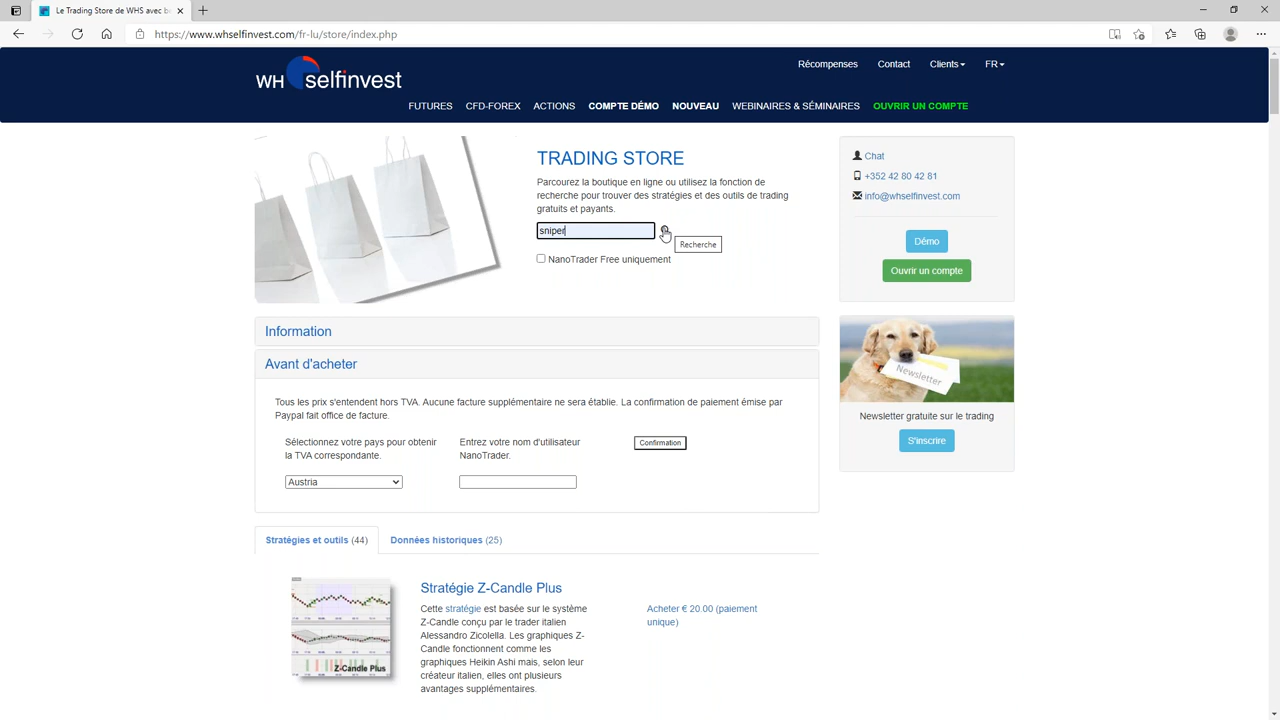 Le Trading Store de WHS avec b
https://www.whselfinvest.com/fr-lu/store/index.php
WH selfinvest
Récompenses Contact Clients FR
FUTURES CFD-FOREX ACTIONS COMPTE DÉMO NOUVEAU WEBINAIRES & SÉMINAIRES OUVRIR UN COMPTE
TRADING STORE
Parcourez la boutique en ligne ou utilisez la fonction de
recherche pour trouver des stratégies et des outils de trading
gratuits et payants.
sniper
Recherche
NanoTrader Free uniquement
Chat
+352 42 80 42 81
info@whselfinvest.com
Démo
Ouvrir un compte
Information
Avant d'acheter
Tous les prix s'entendent hors TVA. Aucune facture supplémentaire ne sera établie. La confirmation de paiement émise par
Paypal fait office de facture.
Sélectionnez votre pays pour obtenir
la TVA correspondante.
Entrez votre nom d'utilisateur
NanoTrader.
Confirmation
Austria
Newsletter
Newsletter gratuite sur le trading
S'inscrire
Stratégies et outils (44) Données historiques (25)
Z-Candle Plus
Stratégie Z-Candle Plus
Cette stratégie est basée sur le système
Z-Candle conçu par le trader italien
Alessandro Zicolella. Les graphiques Z-
Candle fonctionnent comme les
graphiques Heikin Ashi mais, selon leur
créateur italien, elles ont plusieurs
avantages supplémentaires.
Acheter € 20.00 (paiement
unique)